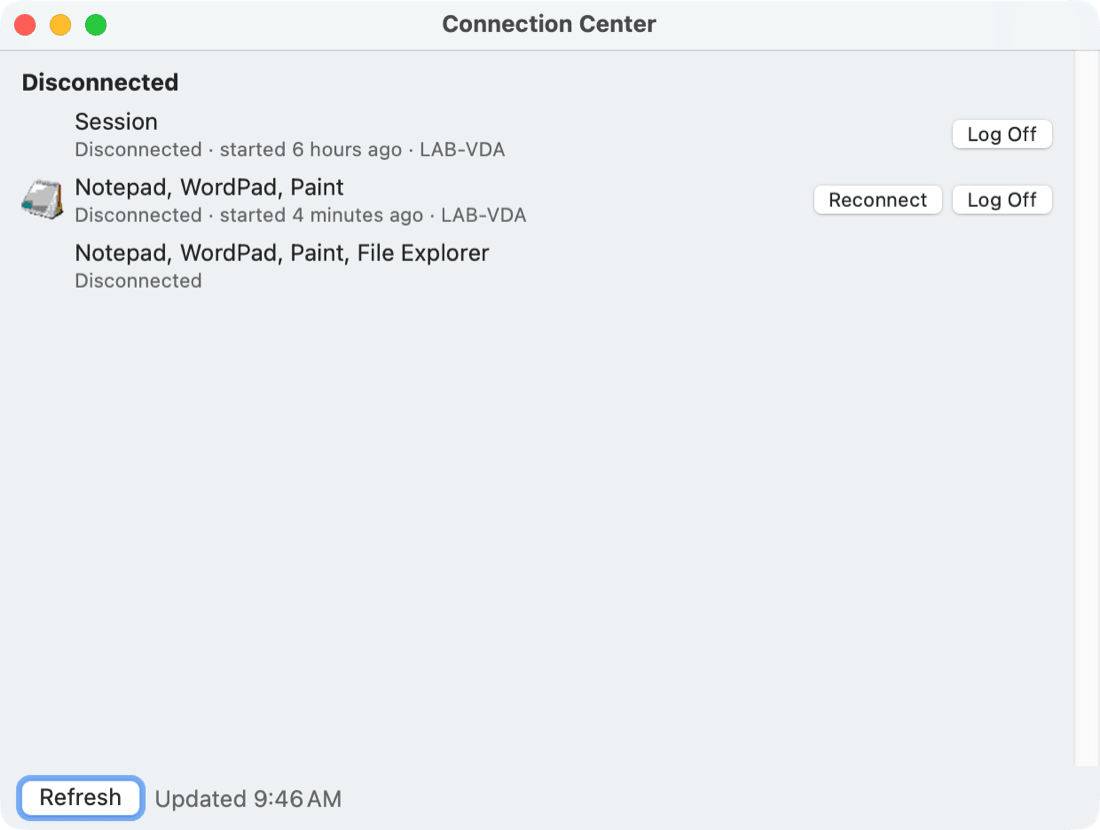 Connection Center
Disconnected
Session
Disconnected · started 6 hours ago · LAB-VDA
Log Off
Notepad, WordPad, Paint
Disconnected · started 4 minutes ago · LAB-VDA
Reconnect
Log Off
Notepad, WordPad, Paint, File Explorer
Disconnected
Refresh
Updated 9:46 AM